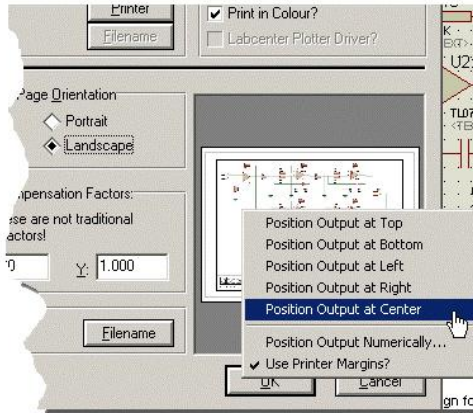 Printer
Filename
Print in Colour?
Labcenter Plotter Driver?
Page Orientation
Portrait
Landscape
mpensation Factors:
ese are not traditional
actors!
Y: 1.000
Filename
Position Output at Top
Position Output at Bottom
Position Output at Left
Position Output at Right
Position Output at Center
Position Output Numerically...
Use Printer Margins?
OK
Cancel
U2
TL07
gn fo